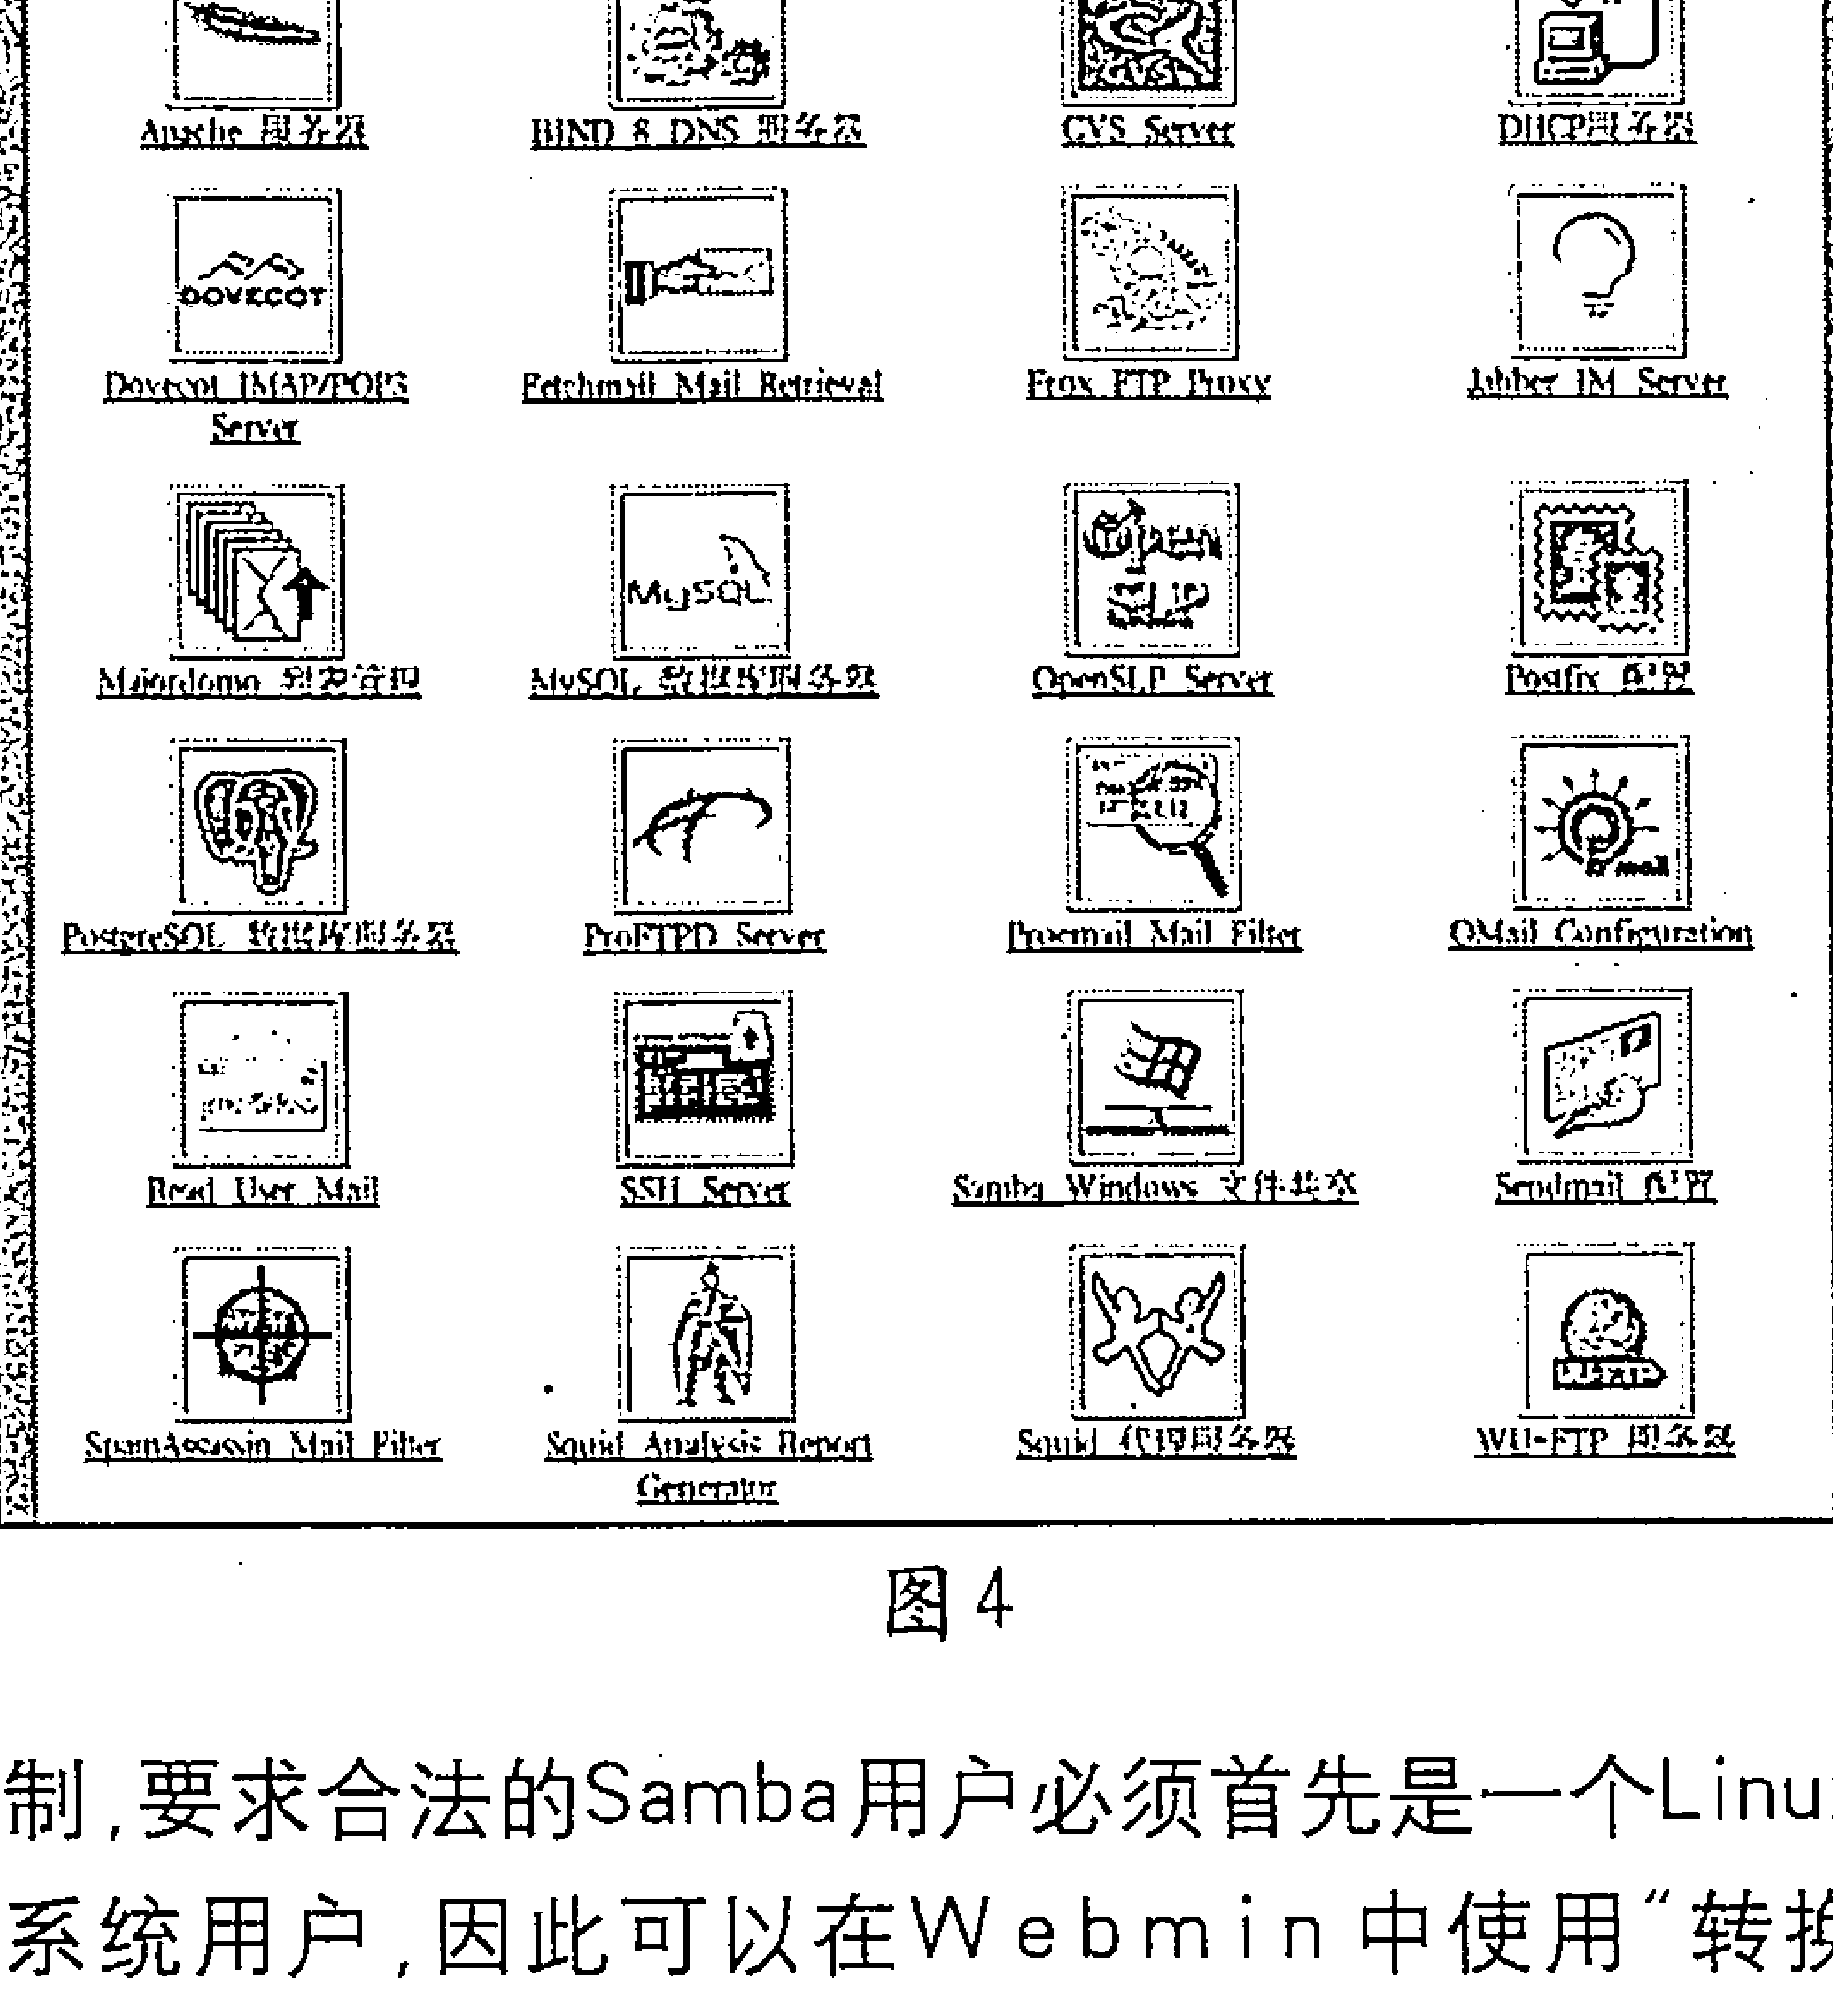 Apache 服务器 BIND 8 DNS 服务器 CVS Server DHCP服务器
DOVECOT
Dovecot IMAP/POP3 Fetchmail Mail Retrieval Frox FTP Proxy Jabber IM Server
Server
MySQL
Majordomo 列表管理 MySQL 数据库服务器 OpenSLP Server Postfix 配置
PostgreSQL 数据库服务器 ProFTPD Server Procmail Mail Filter QMail Configuration
Read User Mail SSH Server Samba Windows 文件共享 Sendmail 配置
WU-FTP
SpamAssassin Mail Filter Squid Analysis Report Squid 代理服务器 WU-FTP 服务器
Generator
图 4
制,要求合法的Samba用户必须首先是一个Linu
系统用户,因此可以在Webmin中使用“转换